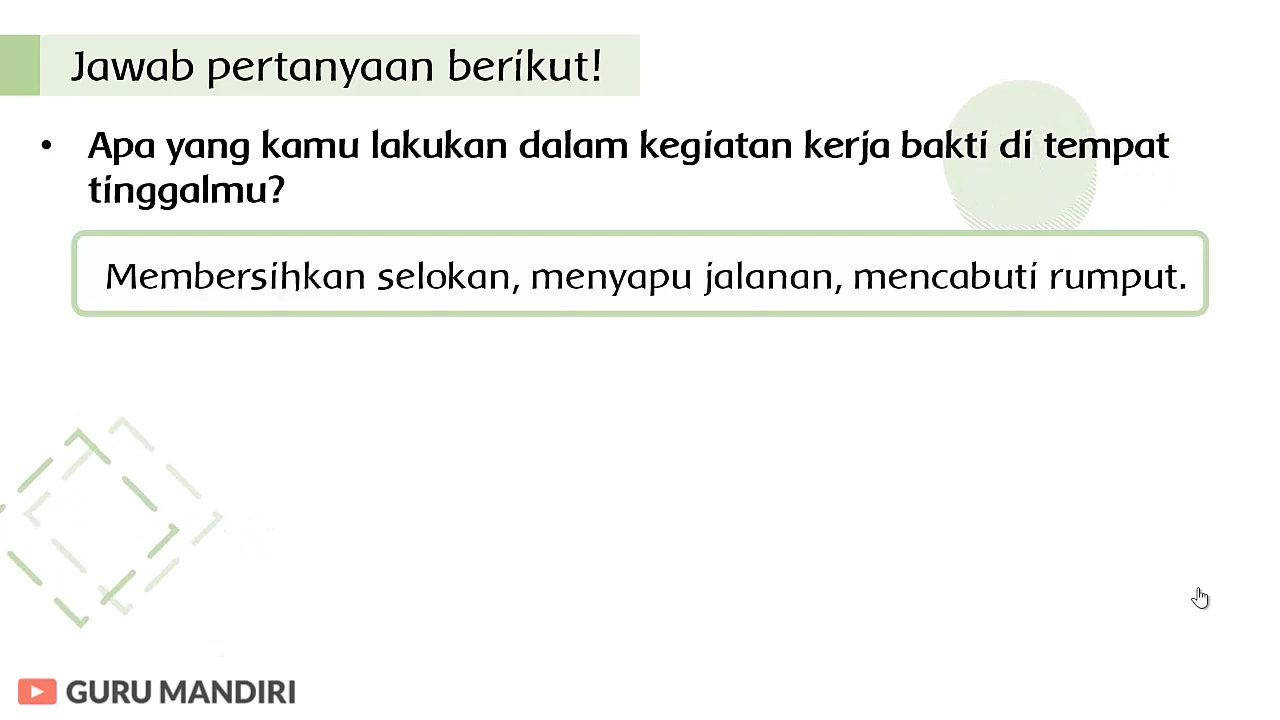 Jawab pertanyaan berikut!
• Apa yang kamu lakukan dalam kegiatan kerja bakti di tempat
tinggalmu?
Membersihkan selokan, menyapu jalanan, mencabuti rumput.
GURU MANDIRI